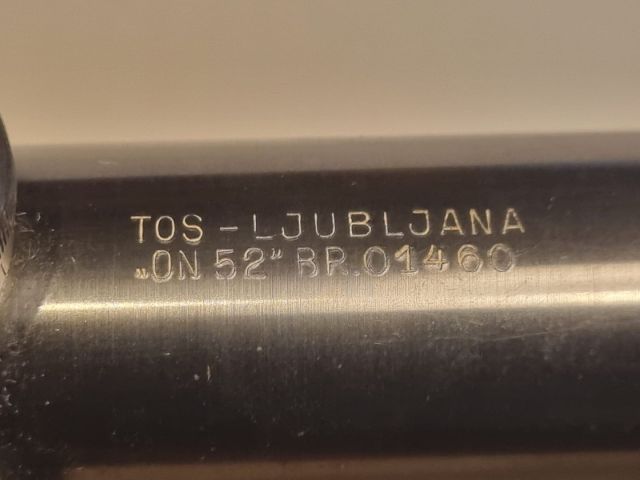 TOS - LJUBLJANA
„ON 52” BR.01460